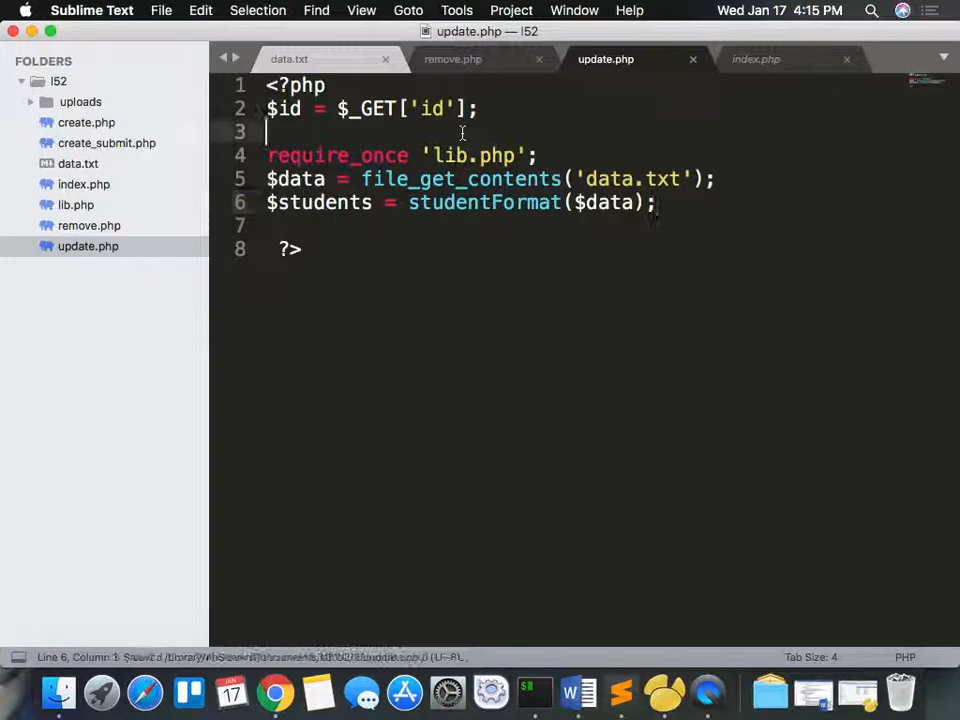 Sublime Text File Edit Selection Find View Goto Tools Project Window Help Wed Jan 17 4:15 PM
update.php — l52
FOLDERS
l52
uploads
create.php
create_submit.php
data.txt
index.php
lib.php
remove.php
update.php
data.txt remove.php update.php index.php
1 <?php
2 $id = $_GET['id'];
3
4 require_once 'lib.php';
5 $data = file_get_contents('data.txt');
6 $students = studentFormat($data);
7
8 ?>
Line 6, Column Tab Size: 4 PHP
JAN
17